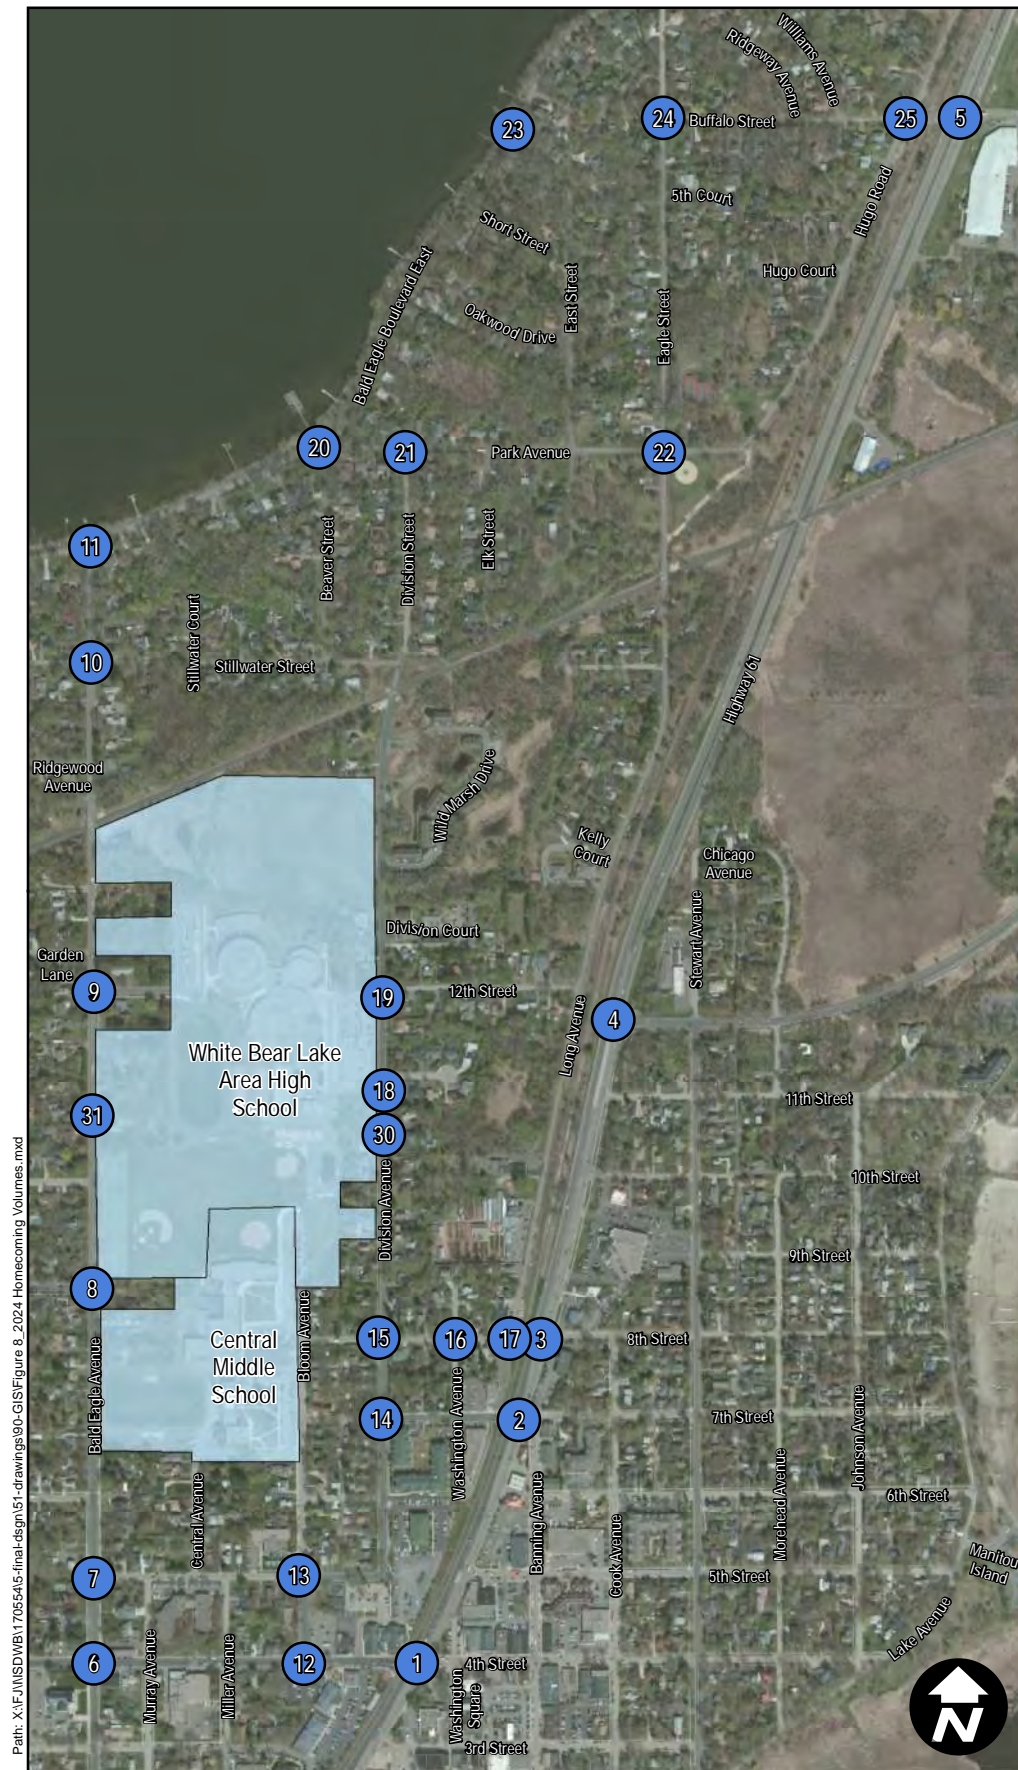 Williams Avenue
Ridgeway Avenue
23
24
Buffalo Street
25
5
5th Court
Hugo Road
Short Street
Hugo Court
East Street
Bald Eagle Boulevard East
Oakwood Drive
Eagle Street
20
21
Park Avenue
22
11
Beaver Street
Division Street
Elk Street
10
Stillwater Court
Stillwater Street
Highway 61
Ridgewood
Avenue
Wild Marsh Drive
Kelly
Court
Chicago
Avenue
Division Court
Stewart Avenue
Garden
Lane
9
19
12th Street
Long Avenue
4
White Bear Lake
Area High
School
18
31
30
11th Street
10th Street
Division Avenue
9th Street
8
Bloom Avenue
15
16
17
3
8th Street
Central
Middle
School
Bald Eagle Avenue
14
Washington Avenue
2
7th Street
Johnson Avenue
6th Street
Morehead Avenue
Central Avenue
Banning Avenue
Cook Avenue
7
13
5th Street
Manitou
Island
Lake Avenue
6
Murray Avenue
Miller Avenue
12
1
4th Street
Washington
Square
3rd Street
N
Path: X:\FJ\I\ISDWB\170554\5-final-dsgn\51-drawings\90-GIS\Figure 8_2024 Homecoming Volumes.mxd